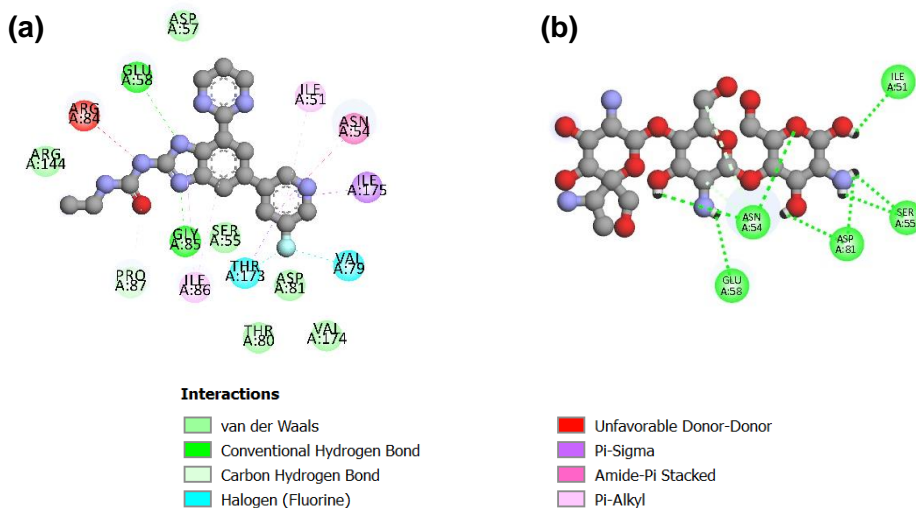 (a)
ASP
A:57
GLU
A:58
ARG
A:84
ARG
A:144
ILE
A:51
ASN
A:54
ILE
A:175
SER
A:55
GLY
A:85
PRO
A:87
ILE
A:86
THR
A:173
ASP
A:81
VAL
A:79
THR
A:80
VAL
A:174
(b)
ILE
A:51
ASN
A:54
SER
A:55
ASP
A:81
GLU
A:58
Interactions
van der Waals
Conventional Hydrogen Bond
Carbon Hydrogen Bond
Halogen (Fluorine)
Unfavorable Donor-Donor
Pi-Sigma
Amide-Pi Stacked
Pi-Alkyl